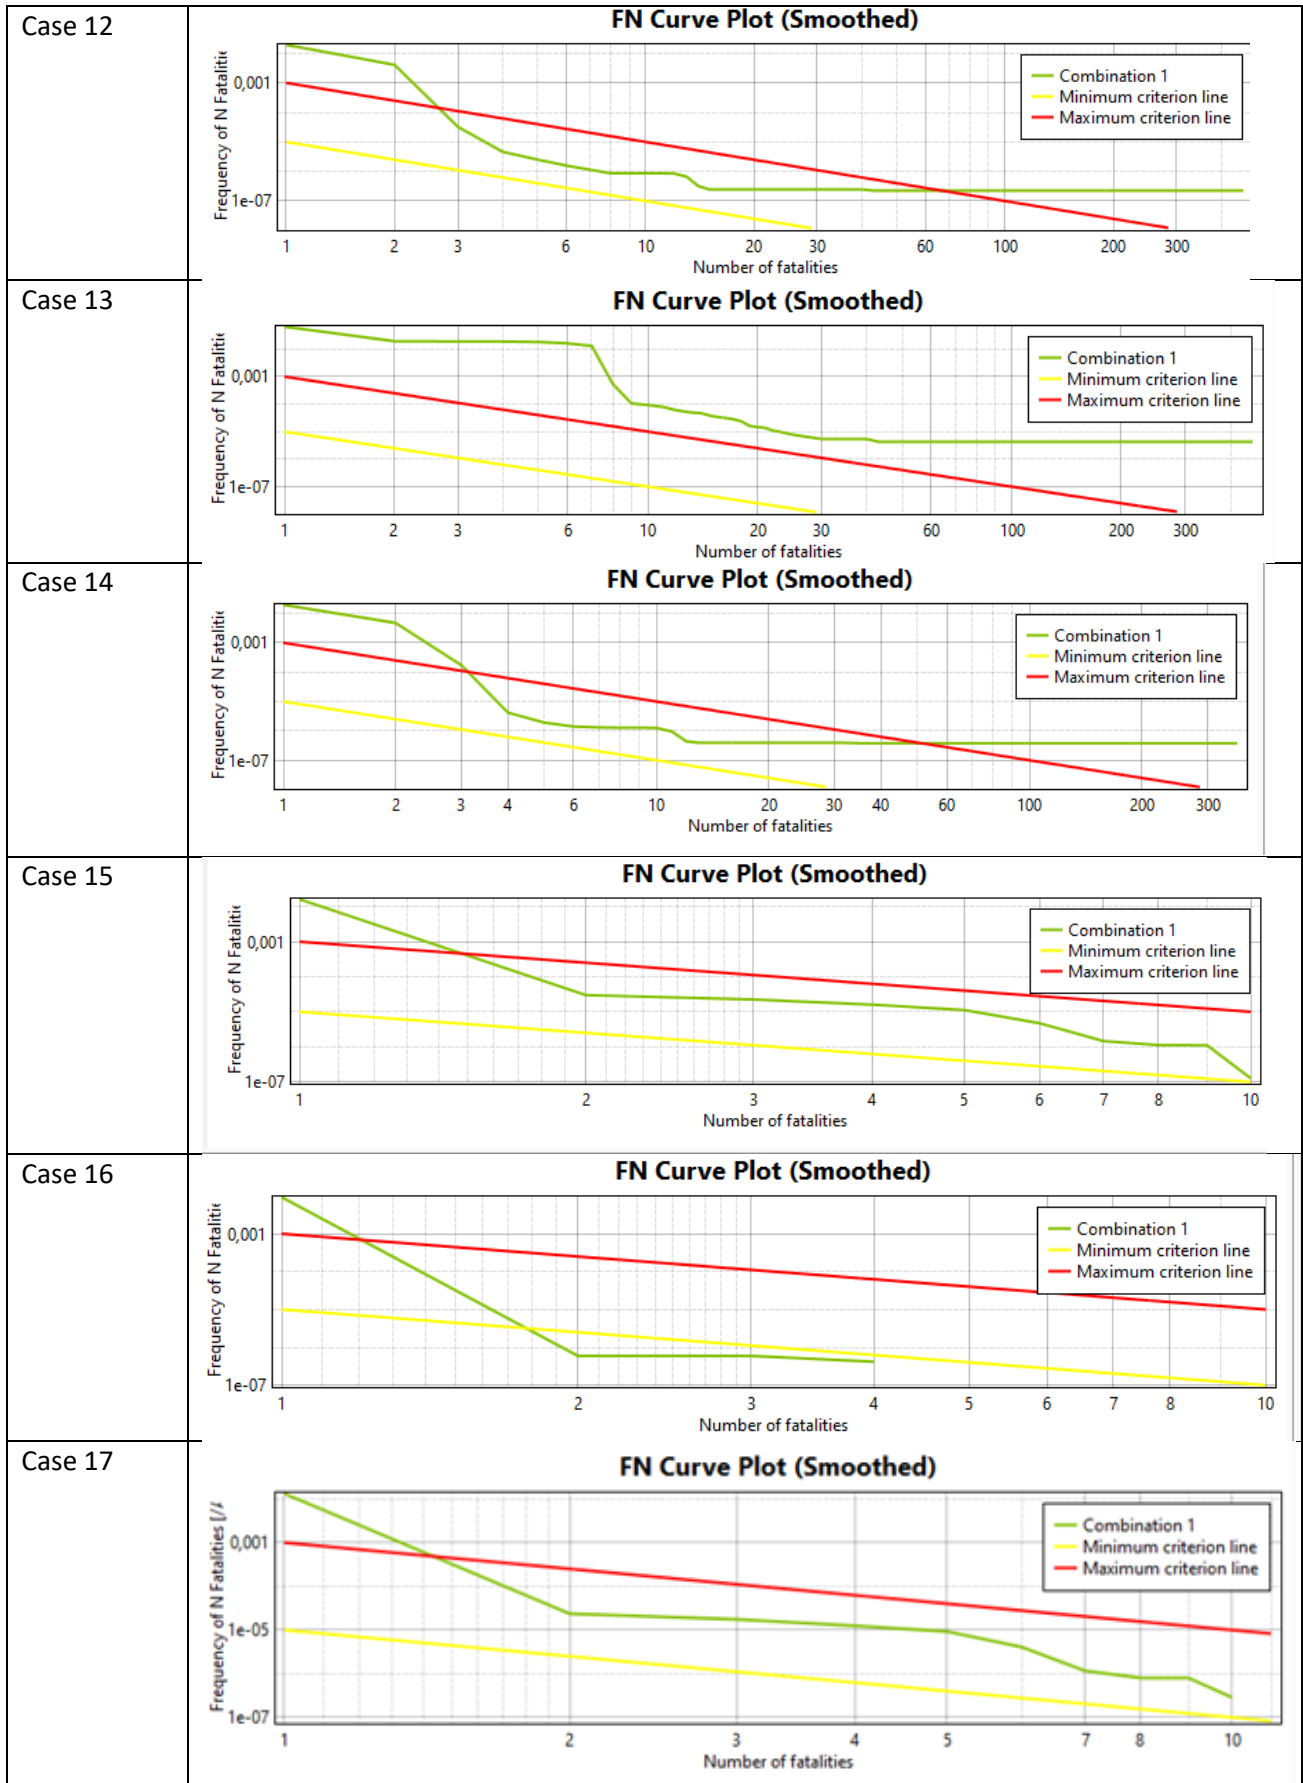 Case 12
FN Curve Plot (Smoothed)
Frequency of N Fatalitie
0,001
1e-07
Combination 1
Minimum criterion line
Maximum criterion line
1 2 3 6 10 20 30 60 100 200 300
Number of fatalities
Case 13
FN Curve Plot (Smoothed)
Frequency of N Fatalitie
0,001
1e-07
Combination 1
Minimum criterion line
Maximum criterion line
1 2 3 6 10 20 30 60 100 200 300
Number of fatalities
Case 14
FN Curve Plot (Smoothed)
Frequency of N Fatalitie
0,001
1e-07
Combination 1
Minimum criterion line
Maximum criterion line
1 2 3 4 6 10 20 30 40 60 100 200 300
Number of fatalities
Case 15
FN Curve Plot (Smoothed)
Frequency of N Fatalitie
0,001
1e-07
Combination 1
Minimum criterion line
Maximum criterion line
1 2 3 4 5 6 7 8 10
Number of fatalities
Case 16
FN Curve Plot (Smoothed)
Frequency of N Fatalitie
0,001
1e-07
Combination 1
Minimum criterion line
Maximum criterion line
1 2 3 4 5 6 7 8 10
Number of fatalities
Case 17
FN Curve Plot (Smoothed)
Frequency of N Fatalities [/
0,001
1e-05
1e-07
Combination 1
Minimum criterion line
Maximum criterion line
1 2 3 4 5 7 8 10
Number of fatalities